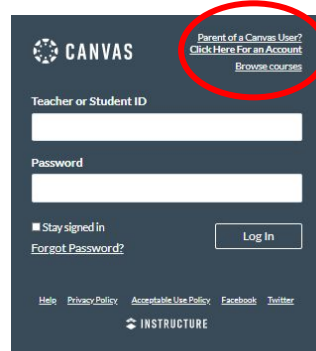 Parent of a Canvas User?
CANVAS
Click Here For an Account
Browse courses
Teacher or Student ID
Password
Stay signed in
Log In
Forgot Password?
Help Privacy Policy Acceptable Use Policy Facebook Twitter
INSTRUCTURE